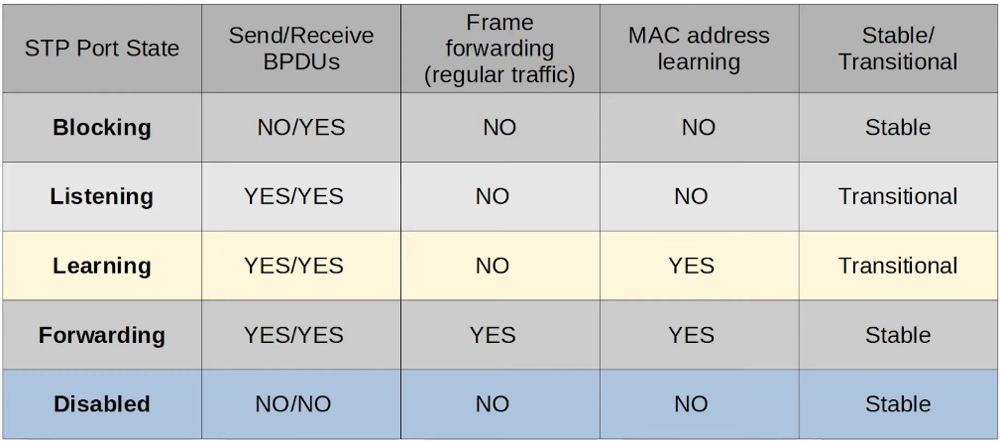 STP Port State
Send/Receive
BPDUs
Frame
forwarding
(regular traffic)
MAC address
learning
Stable/
Transitional
Blocking
NO/YES
NO
NO
Stable
Listening
YES/YES
NO
NO
Transitional
Learning
YES/YES
NO
YES
Transitional
Forwarding
YES/YES
YES
YES
Stable
Disabled
NO/NO
NO
NO
Stable